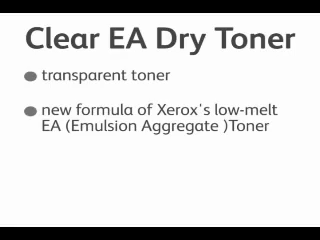 Clear EA Dry Toner
transparent toner
new formula of Xerox's low-melt
EA (Emulsion Aggregate )Toner